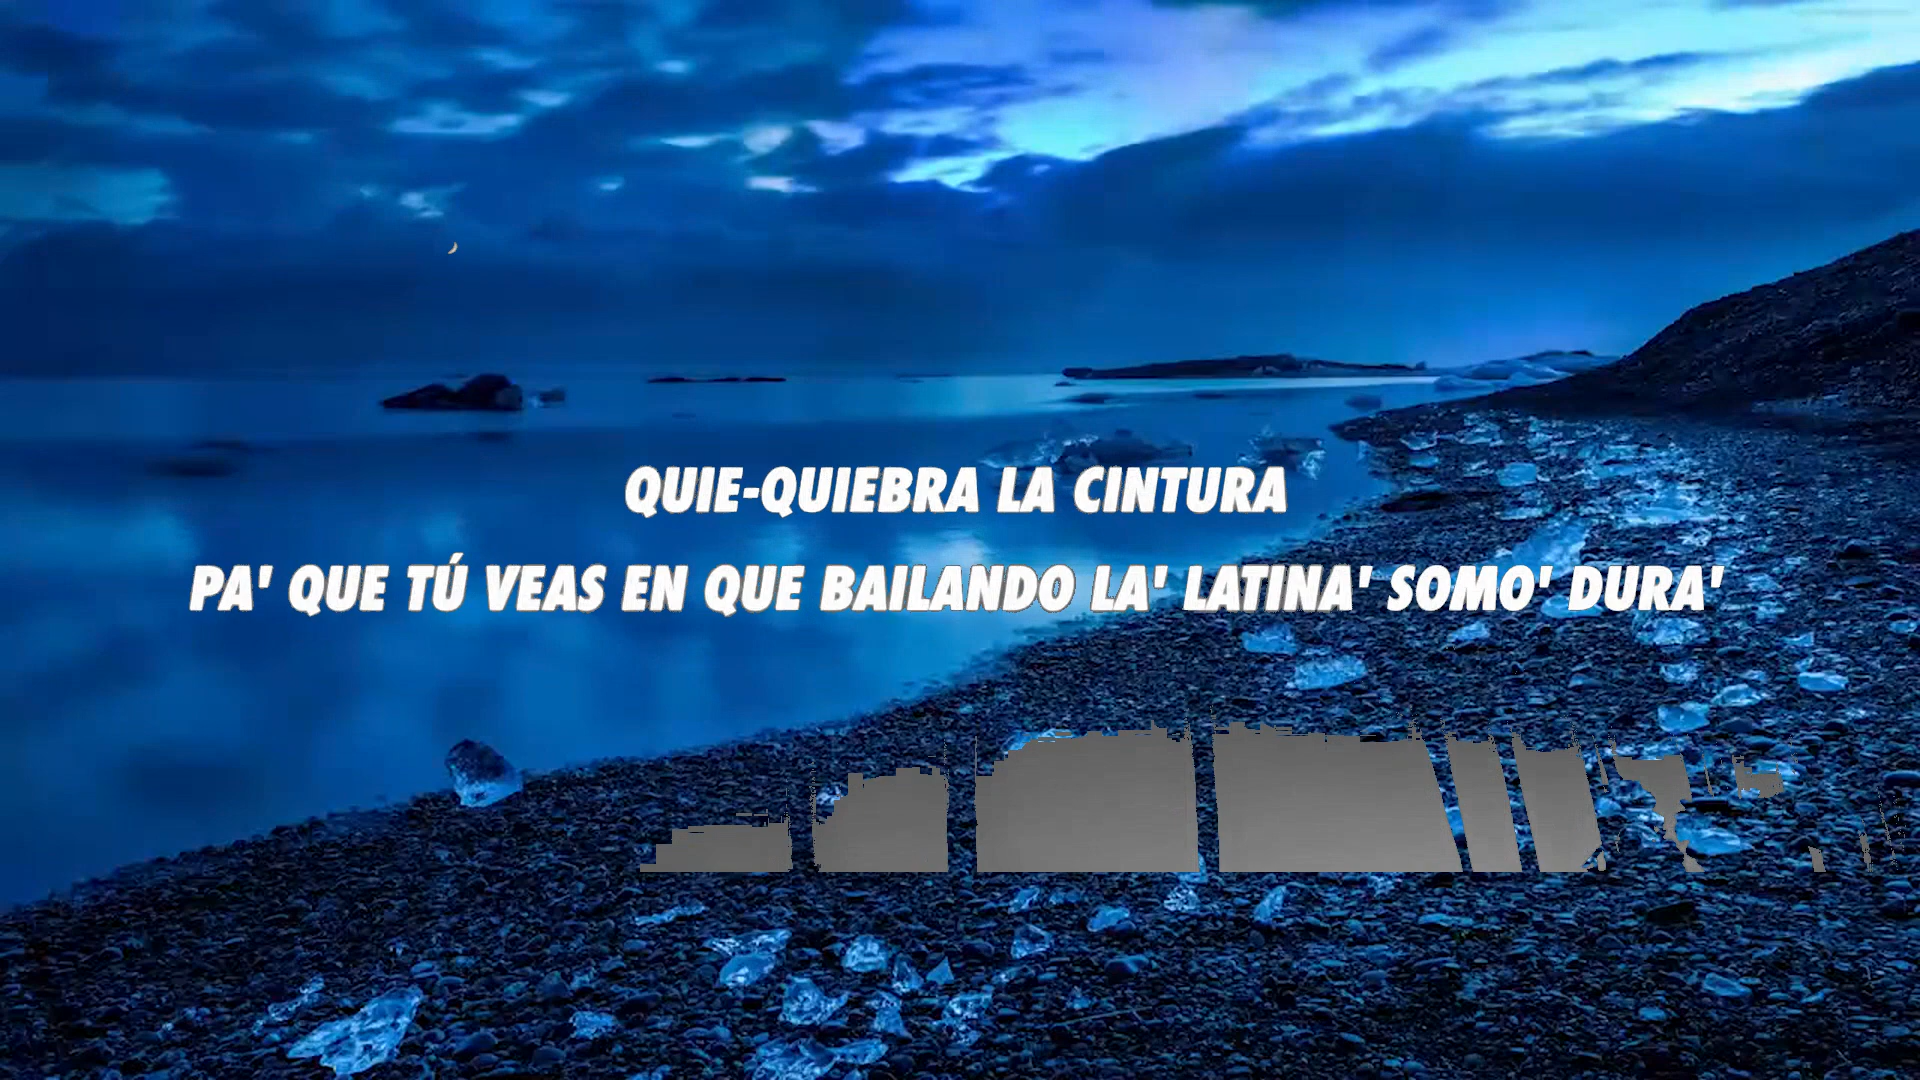 QUIE-QUIEBRA LA CINTURA
PA' QUE TÚ VEAS EN QUE BAILANDO LA' LATINA' SOMO' DURA'